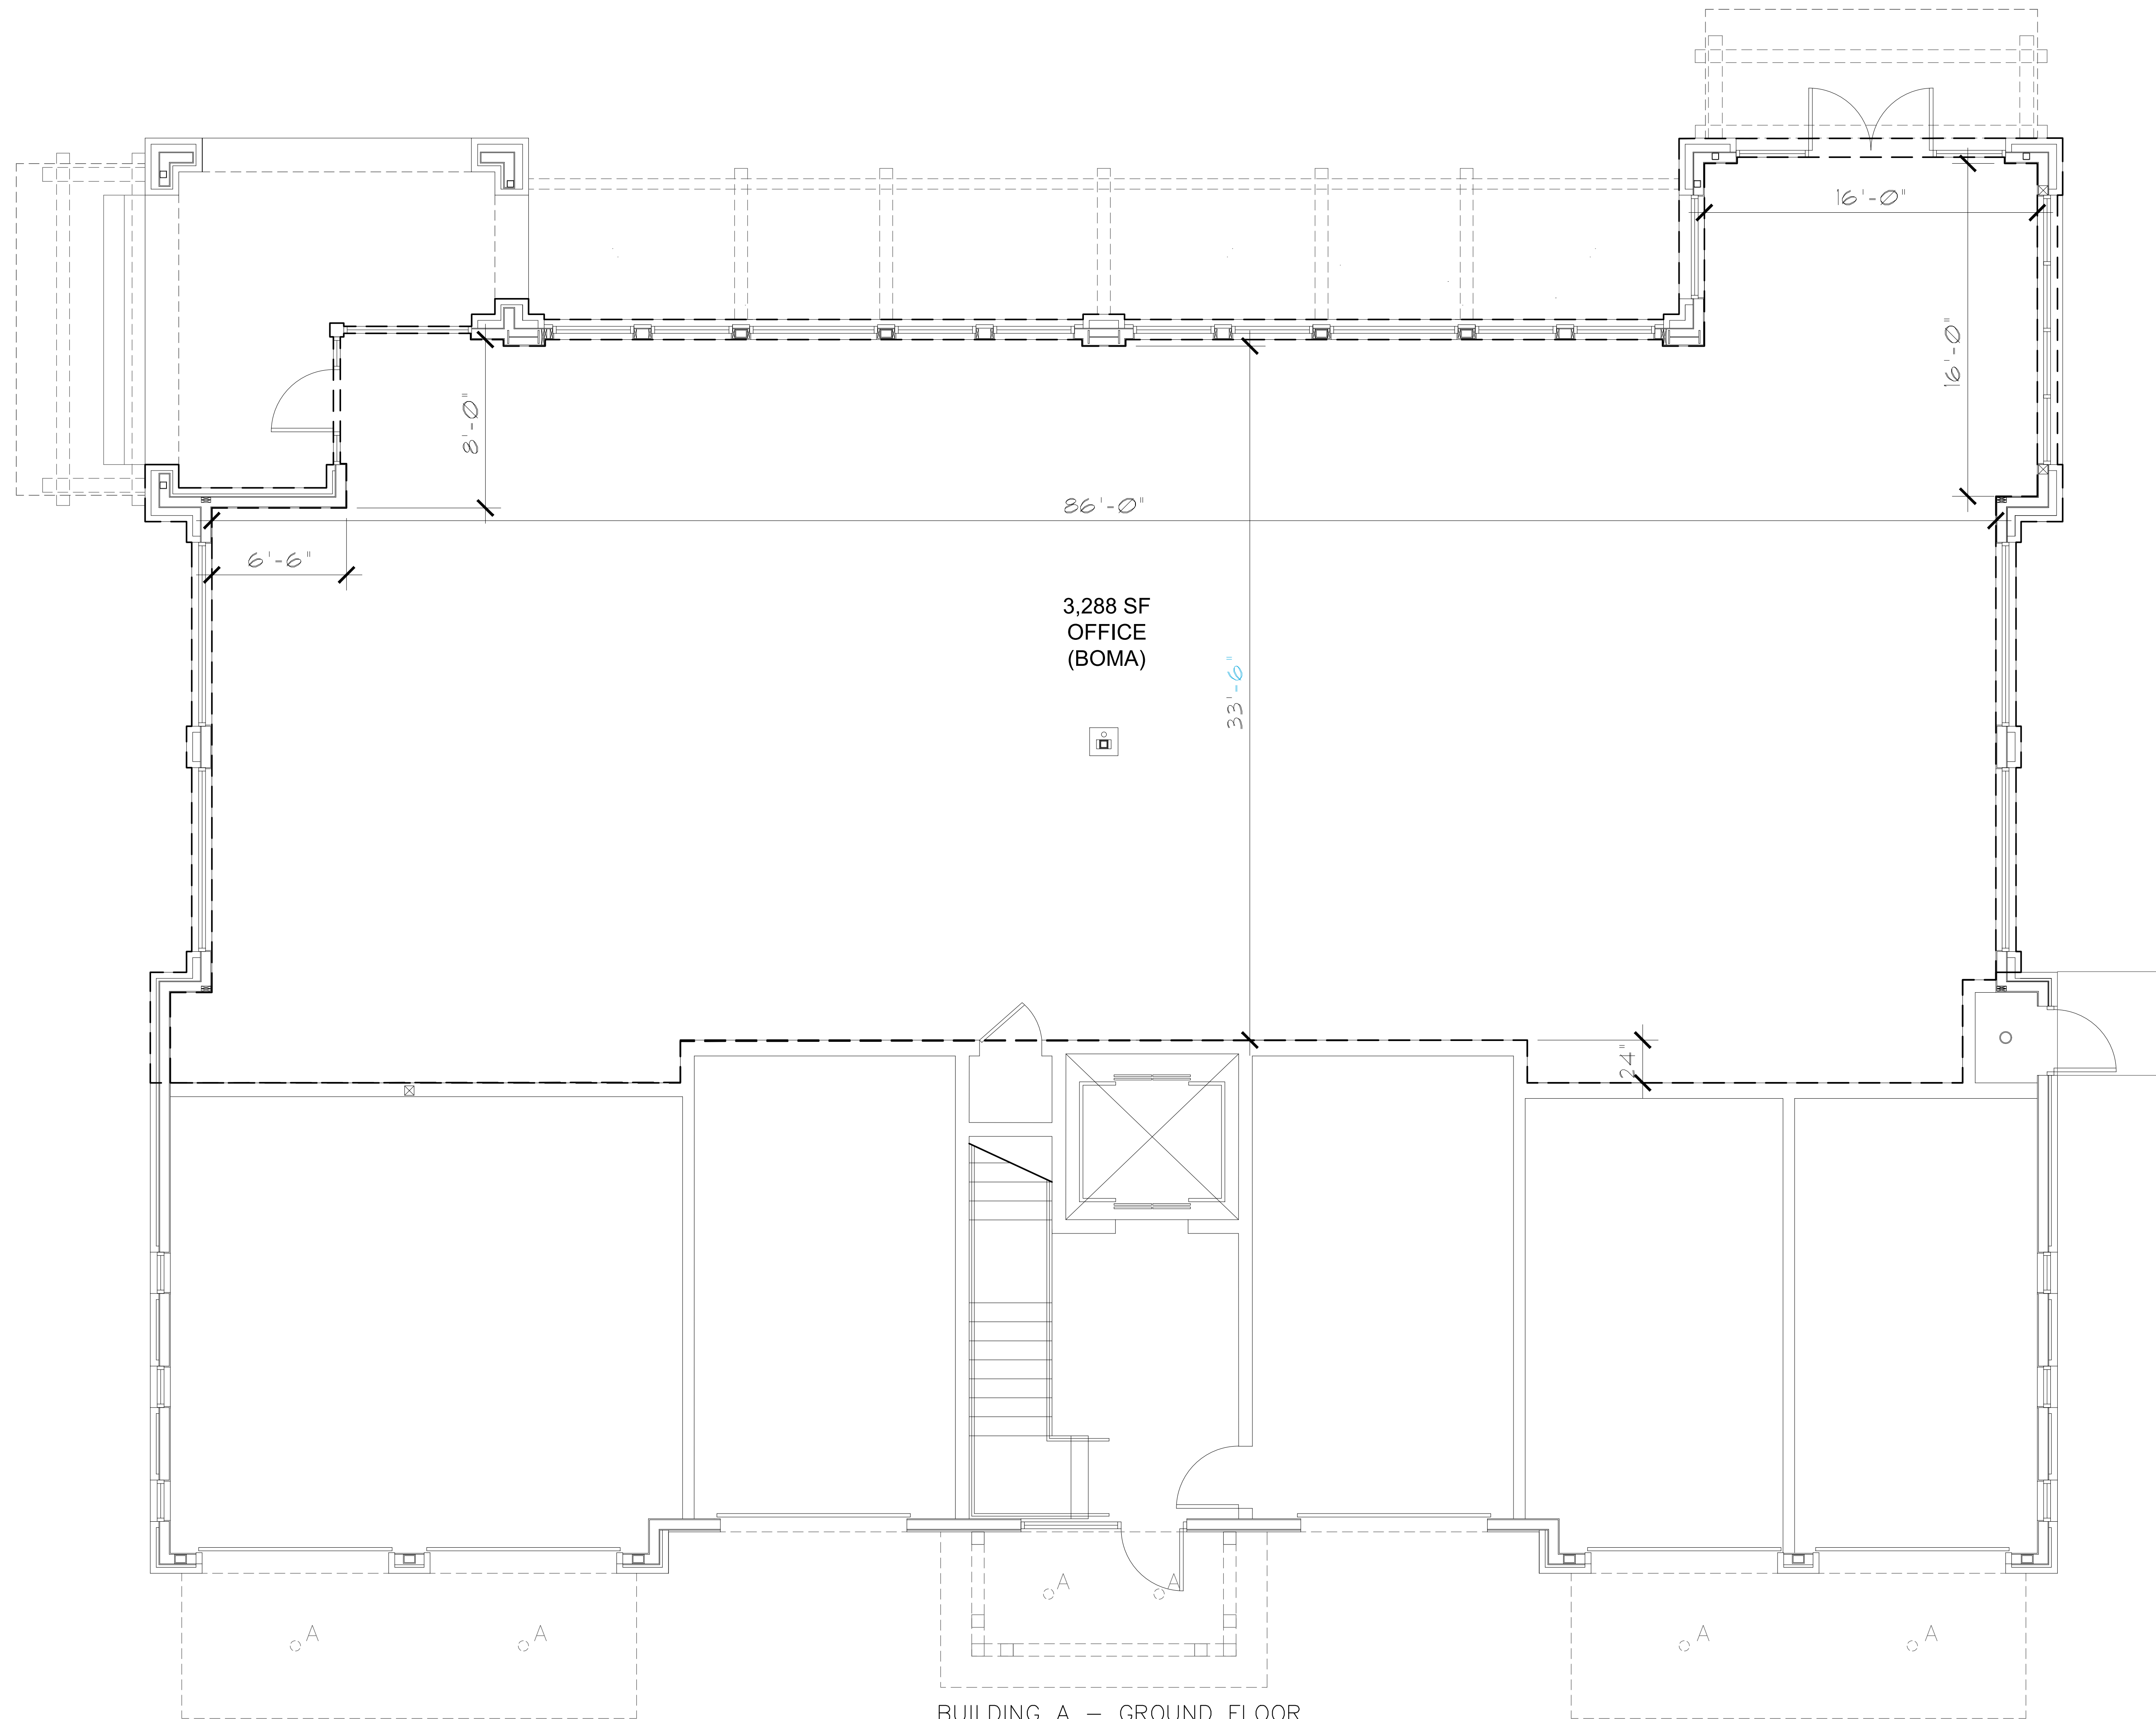 16'-0"
16'-0"
8'-0"
86'-0"
6'-6"
3,288 SF
OFFICE
(BOMA)
33'-6"
24"
A
A
A
A
A
A
BUILDING A - GROUND FLOOR